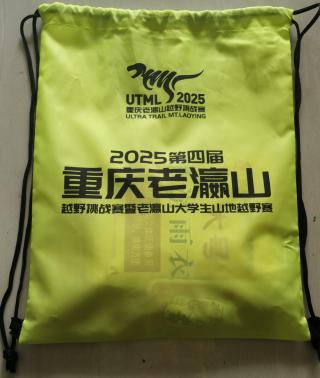 UTML 2025
重庆老瀛山越野挑战赛
ULTRA TRAIL MT.LAOYING
2025第四届
重庆老瀛山
越野挑战赛暨老瀛山大学生山地越野赛
雨衣